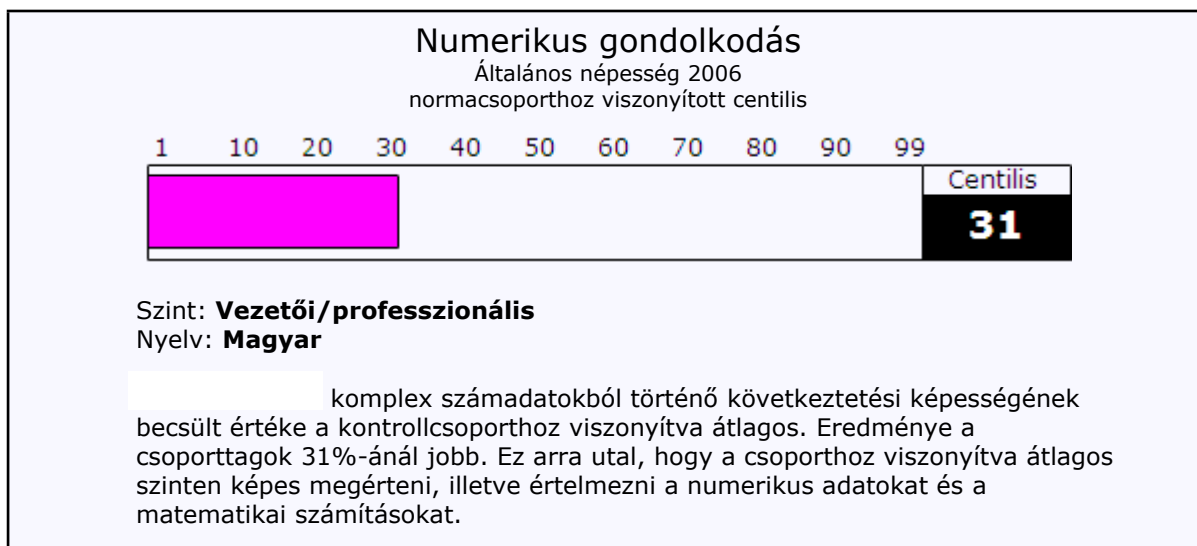 Numerikus gondolkodás
Általános népesség 2006
normacsoporthoz viszonyított centilis
1 10 20 30 40 50 60 70 80 90 99
Centilis
31
Szint: Vezetői/professzionális
Nyelv: Magyar
komplex számadatokból történő következtetési képességének
becsült értéke a kontrollcsoporthoz viszonyítva átlagos. Eredménye a
csoporttagok 31%-ánál jobb. Ez arra utal, hogy a csoporthoz viszonyítva átlagos
szinten képes megérteni, illetve értelmezni a numerikus adatokat és a
matematikai számításokat.